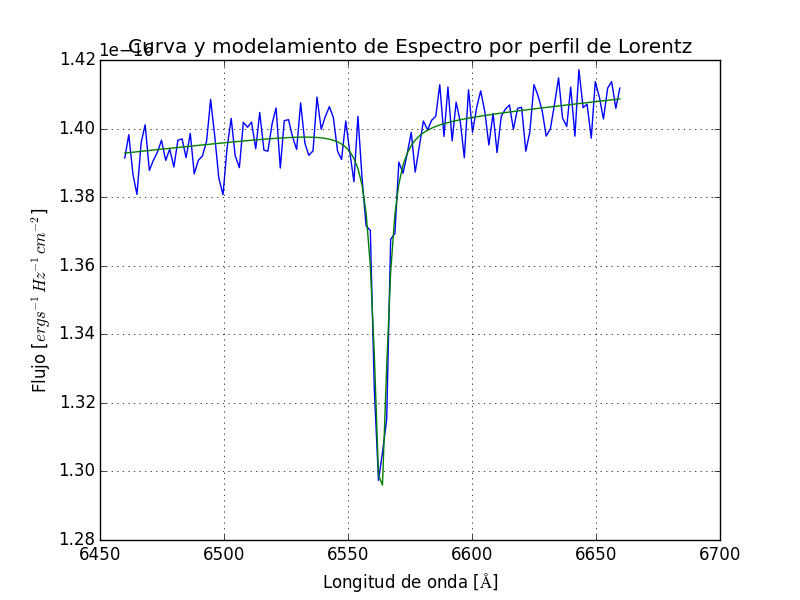 Curva y modelamiento de Espectro por perfil de Lorentz
1e−16
1.42
1.40
1.38
1.36
1.34
1.32
1.30
1.28
Flujo [ergs⁻¹ Hz⁻¹ cm⁻²]
6450 6500 6550 6600 6650 6700
Longitud de onda [Å]